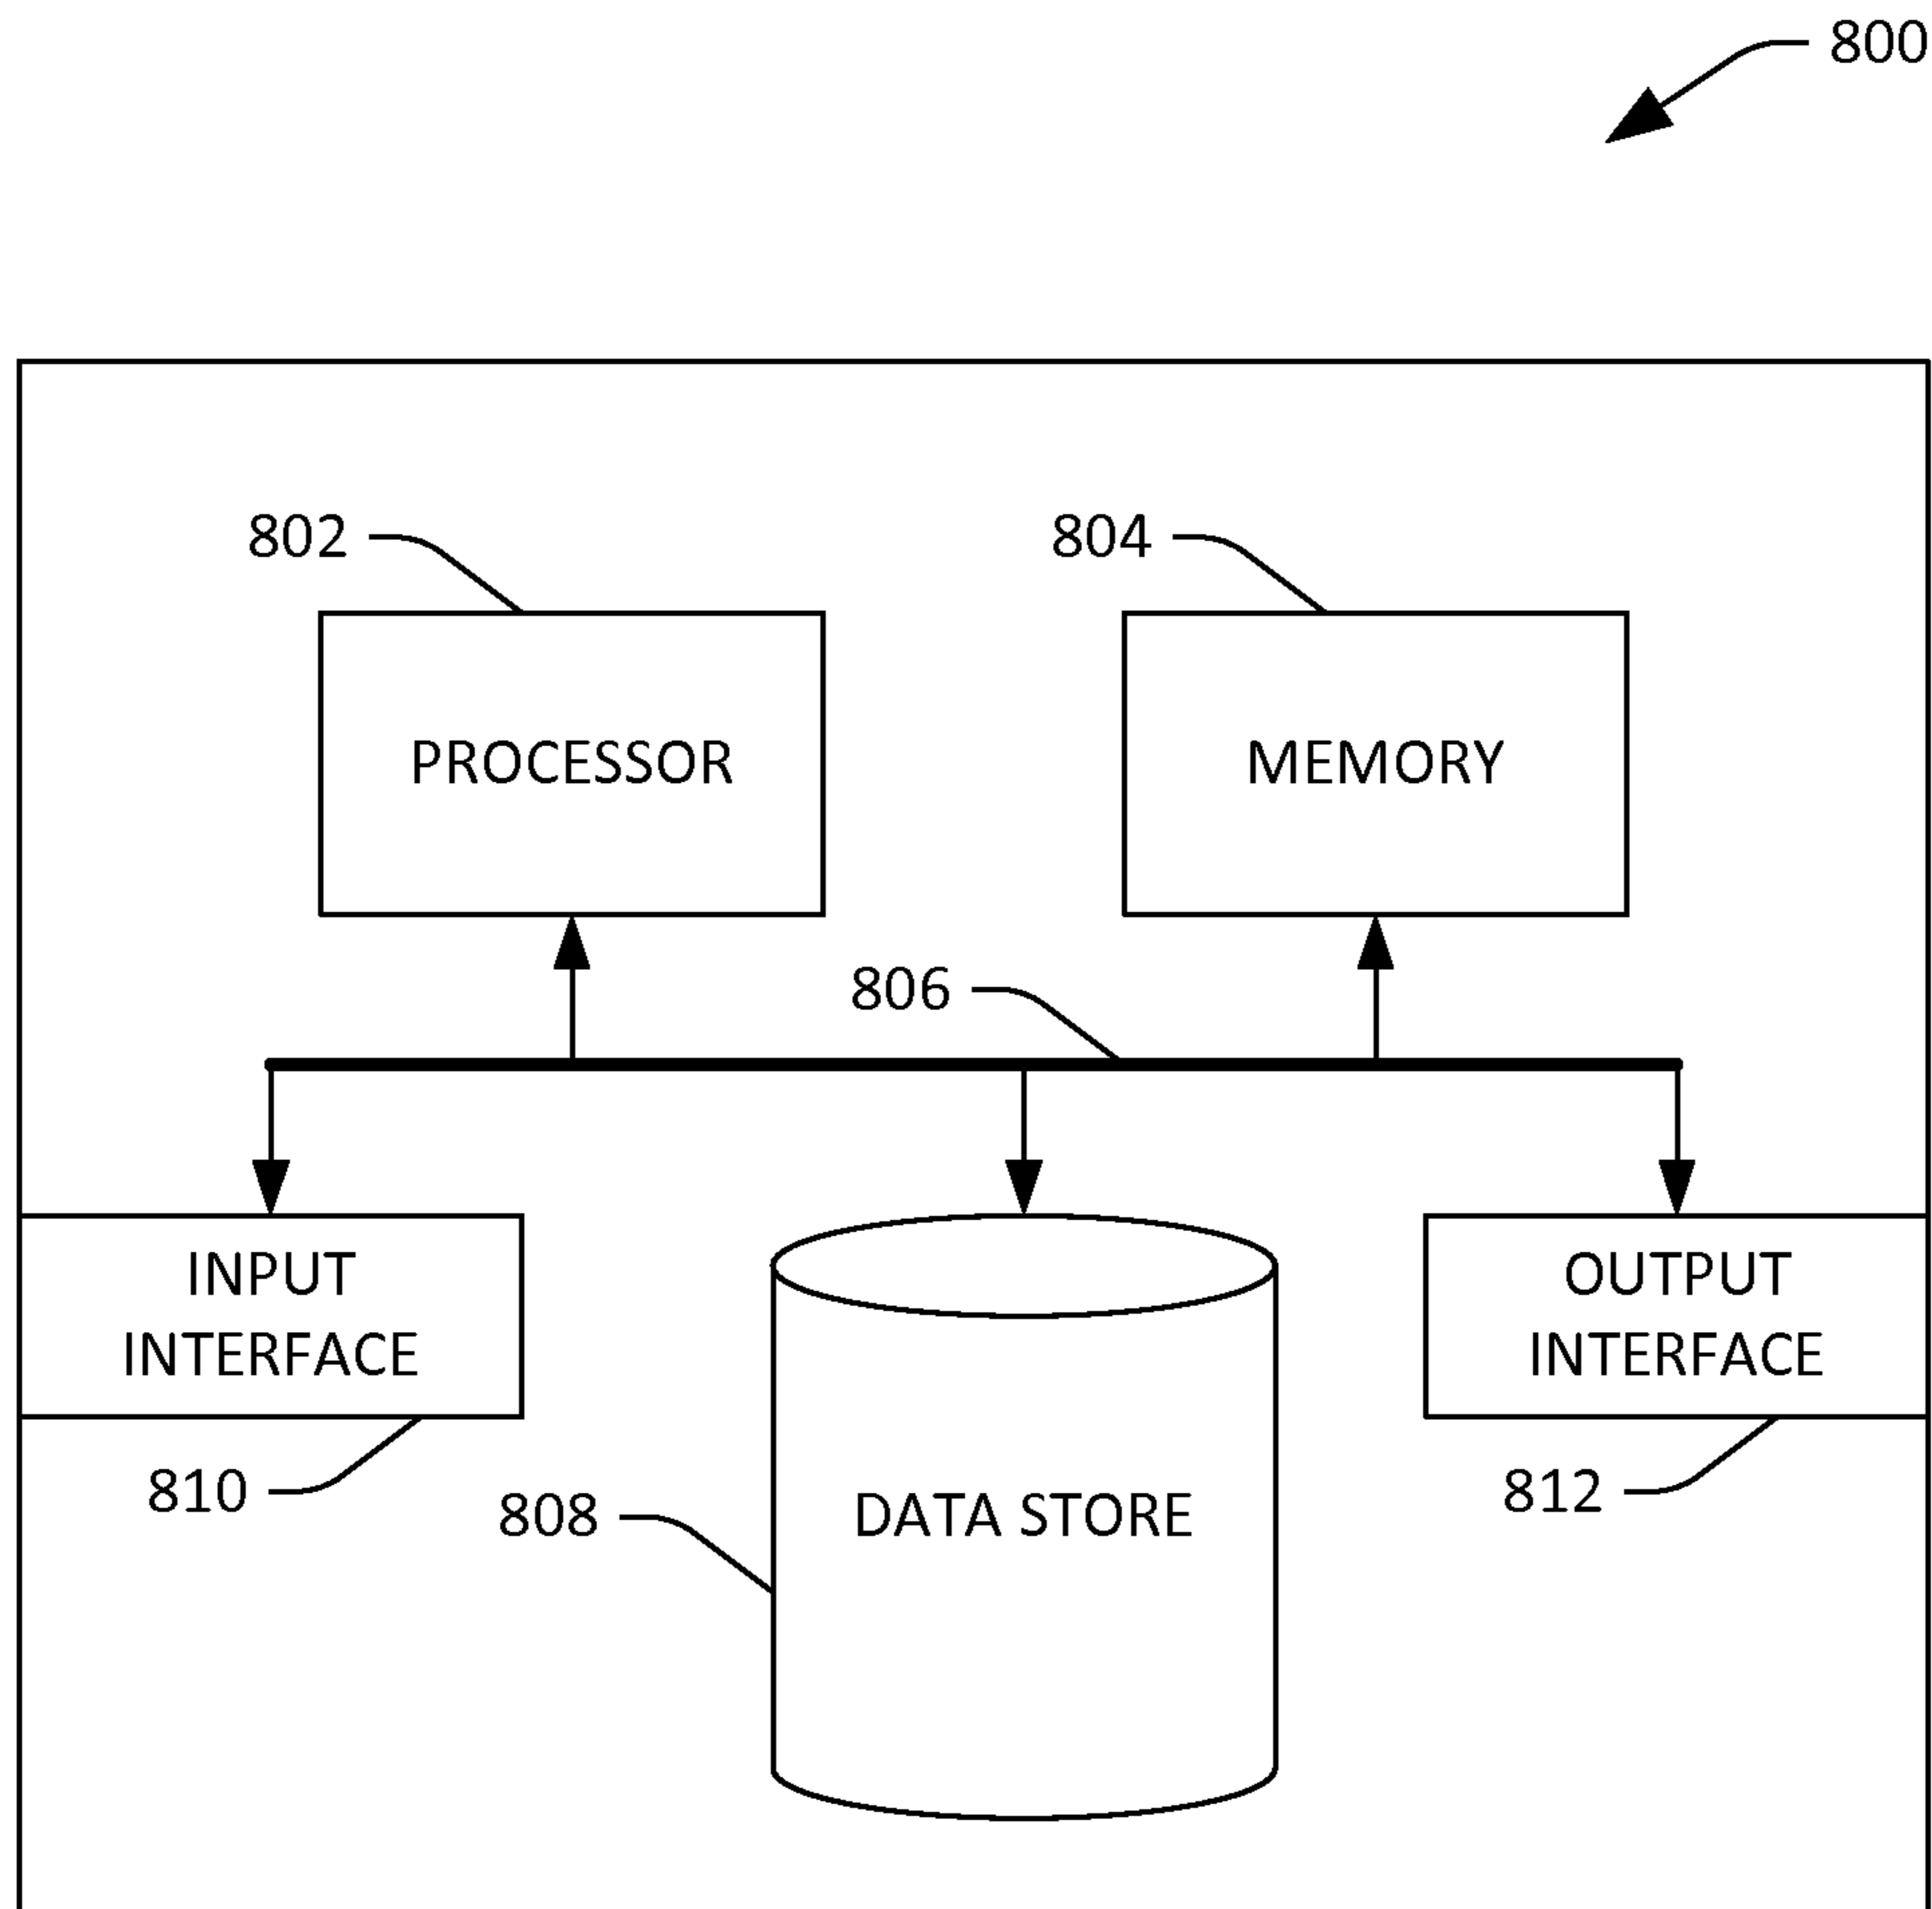 800
802
804
PROCESSOR
MEMORY
806
INPUT
INTERFACE
OUTPUT
INTERFACE
810
808
DATA STORE
812